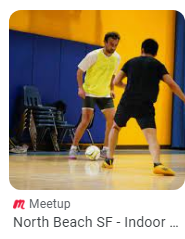 Meetup
North Beach SF - Indoor ...